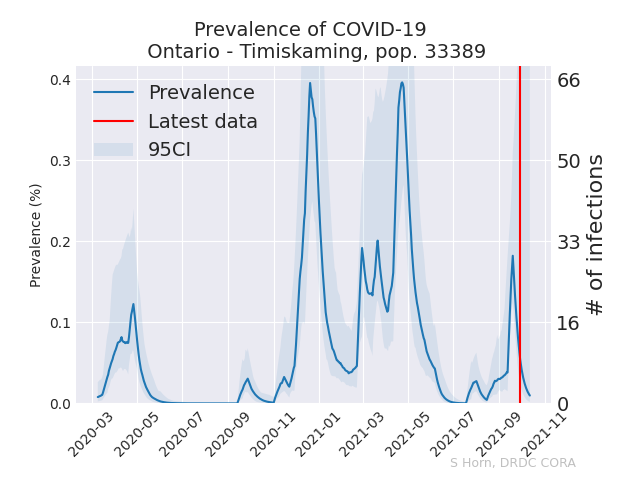 Prevalence of COVID-19
Ontario - Timiskaming, pop. 33389
Prevalence (%)
0.4
0.3
0.2
0.1
0.0
Prevalence
Latest data
95CI
66
50
33
16
0
# of infections
2020-03
2020-05
2020-07
2020-09
2020-11
2021-01
2021-03
2021-05
2021-07
2021-09
2021-11
S Horn, DRDC CORA